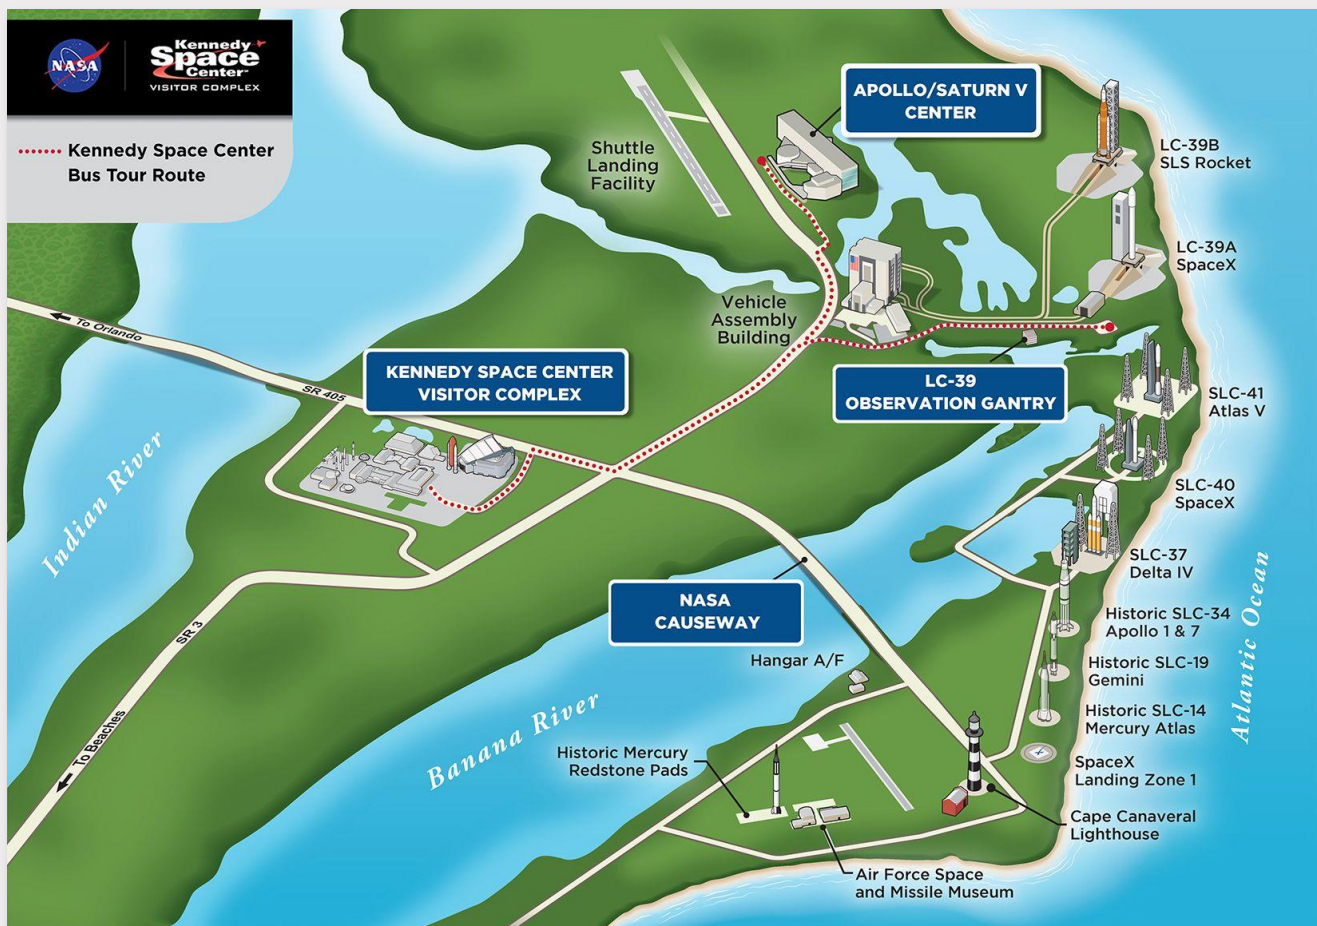 NASA
Kennedy
Space
Center
VISITOR COMPLEX
Kennedy Space Center
Bus Tour Route
APOLLO/SATURN V
CENTER
Shuttle
Landing
Facility
LC-39B
SLS Rocket
LC-39A
SpaceX
Vehicle
Assembly
Building
To Orlando
SR 405
KENNEDY SPACE CENTER
VISITOR COMPLEX
LC-39
OBSERVATION GANTRY
SLC-41
Atlas V
SLC-40
SpaceX
Indian River
SLC-37
Delta IV
NASA
CAUSEWAY
Historic SLC-34
Apollo 1 & 7
SR 3
Hangar A/F
Historic SLC-19
Gemini
Atlantic Ocean
Historic SLC-14
Mercury Atlas
To Beaches
Banana River
Historic Mercury
Redstone Pads
SpaceX
Landing Zone 1
Cape Canaveral
Lighthouse
Air Force Space
and Missile Museum